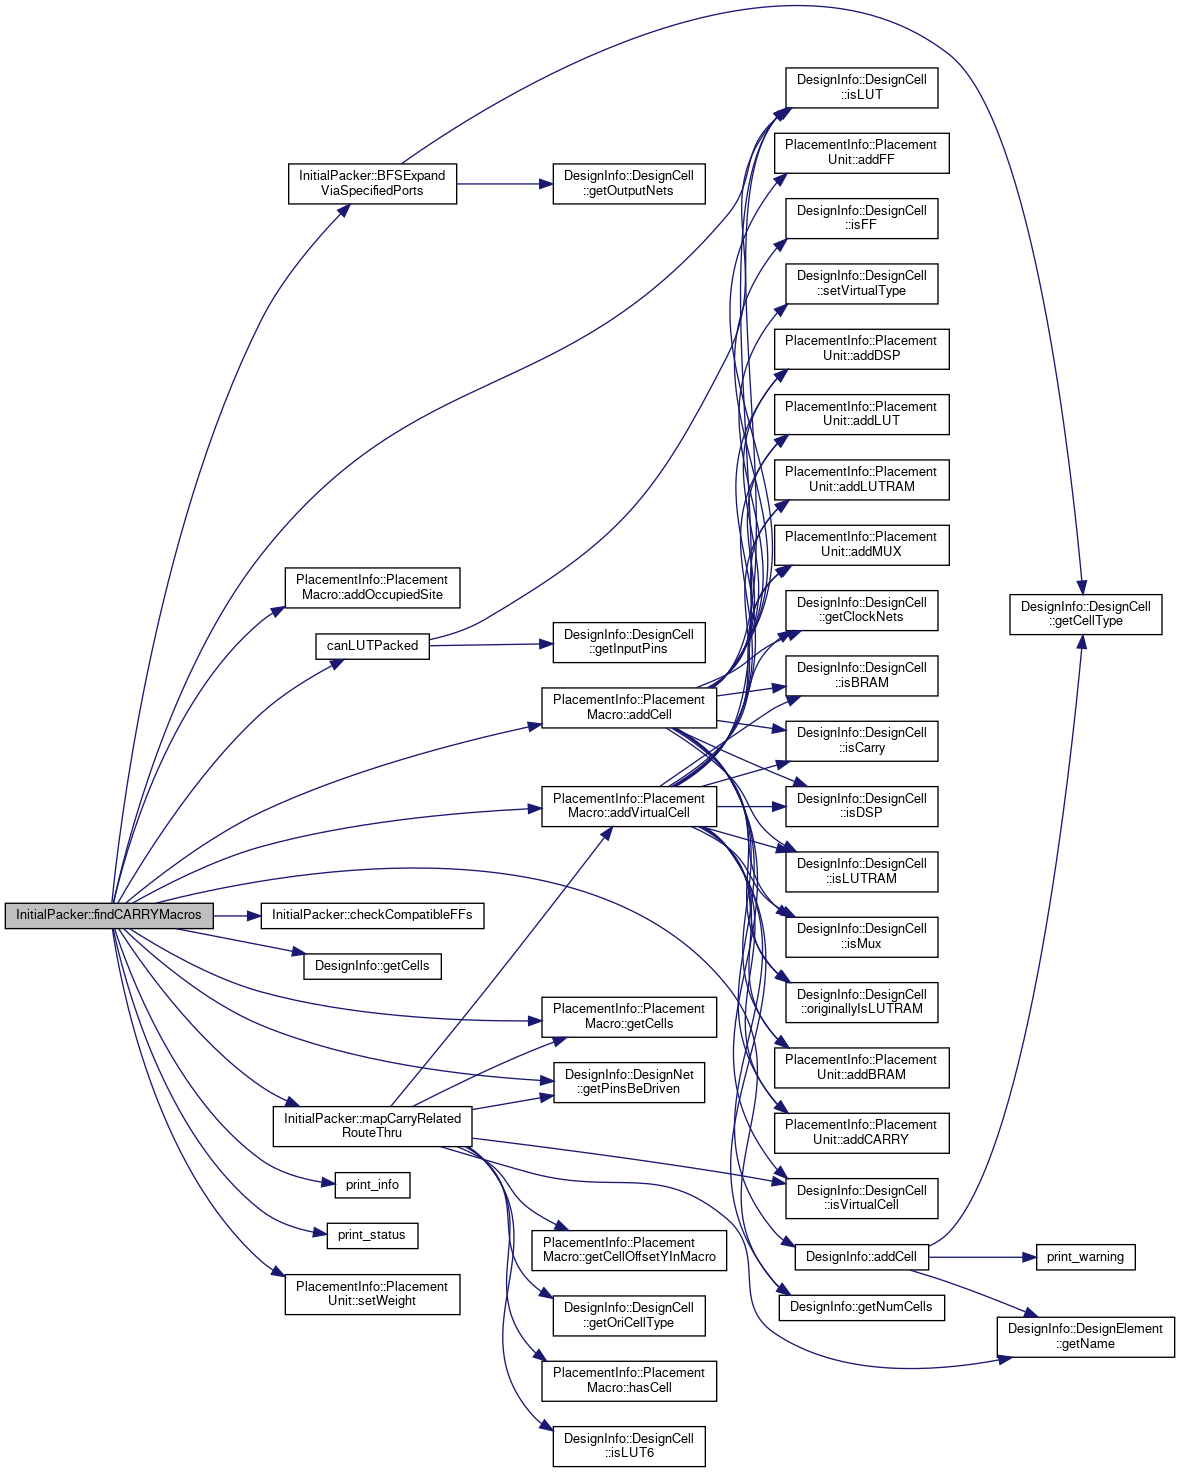 InitialPacker::findCARRYMacros
InitialPacker::BFSExpand
ViaSpecifiedPorts
PlacementInfo::Placement
Macro::addOccupiedSite
canLUTPacked
InitialPacker::checkCompatibleFFs
DesignInfo::getCells
InitialPacker::mapCarryRelated
RouteThru
print_info
print_status
PlacementInfo::Placement
Unit::setWeight
DesignInfo::DesignCell
::getOutputNets
DesignInfo::DesignCell
::getInputPins
PlacementInfo::Placement
Macro::addCell
PlacementInfo::Placement
Macro::addVirtualCell
PlacementInfo::Placement
Macro::getCells
DesignInfo::DesignNet
::getPinsBeDriven
PlacementInfo::Placement
Macro::getCellOffsetYInMacro
DesignInfo::DesignCell
::getOriCellType
PlacementInfo::Placement
Macro::hasCell
DesignInfo::DesignCell
::isLUT6
DesignInfo::DesignCell
::isLUT
PlacementInfo::Placement
Unit::addFF
DesignInfo::DesignCell
::isFF
DesignInfo::DesignCell
::setVirtualType
PlacementInfo::Placement
Unit::addDSP
PlacementInfo::Placement
Unit::addLUT
PlacementInfo::Placement
Unit::addLUTRAM
PlacementInfo::Placement
Unit::addMUX
DesignInfo::DesignCell
::getClockNets
DesignInfo::DesignCell
::isBRAM
DesignInfo::DesignCell
::isCarry
DesignInfo::DesignCell
::isDSP
DesignInfo::DesignCell
::isLUTRAM
DesignInfo::DesignCell
::isMux
DesignInfo::DesignCell
::originallyIsLUTRAM
PlacementInfo::Placement
Unit::addBRAM
PlacementInfo::Placement
Unit::addCARRY
DesignInfo::DesignCell
::isVirtualCell
DesignInfo::addCell
DesignInfo::getNumCells
DesignInfo::DesignCell
::getCellType
print_warning
DesignInfo::DesignElement
::getName